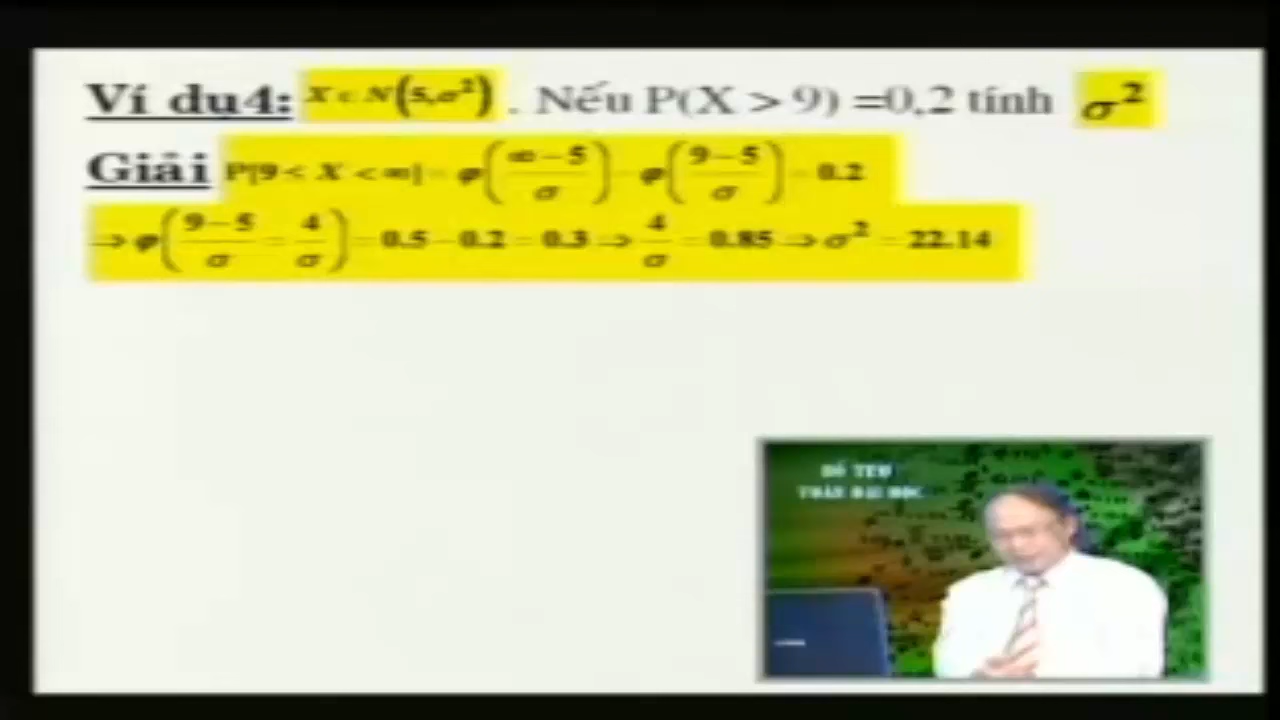 Ví dụ4: X ∈ N(5,σ²) . Nếu P(X > 9) =0,2 tính σ²
Giải P[9 < X < ∞] = φ((∞ − 5)/σ) − φ((9 − 5)/σ) = 0.2
→ φ((9 − 5)/σ = 4/σ) = 0.5 − 0.2 = 0.3 ⇒ 4/σ = 0.85 ⇒ σ² = 22.14